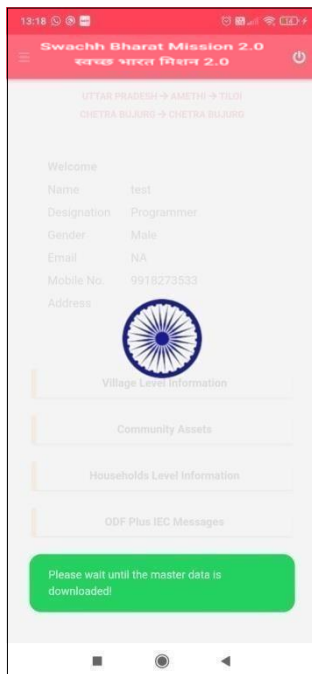 13:18
Swachh Bharat Mission 2.0
स्वच्छ भारत मिशन 2.0
UTTAR PRADESH → AMETHI → TILOI
CHETRA BUJURG → CHETRA BUJURG
Welcome
Name test
Designation Programmer
Gender Male
Email NA
Mobile No. 9918273533
Address
Village Level Information
Community Assets
Households Level Information
ODF Plus IEC Messages
Please wait until the master data is
downloaded!